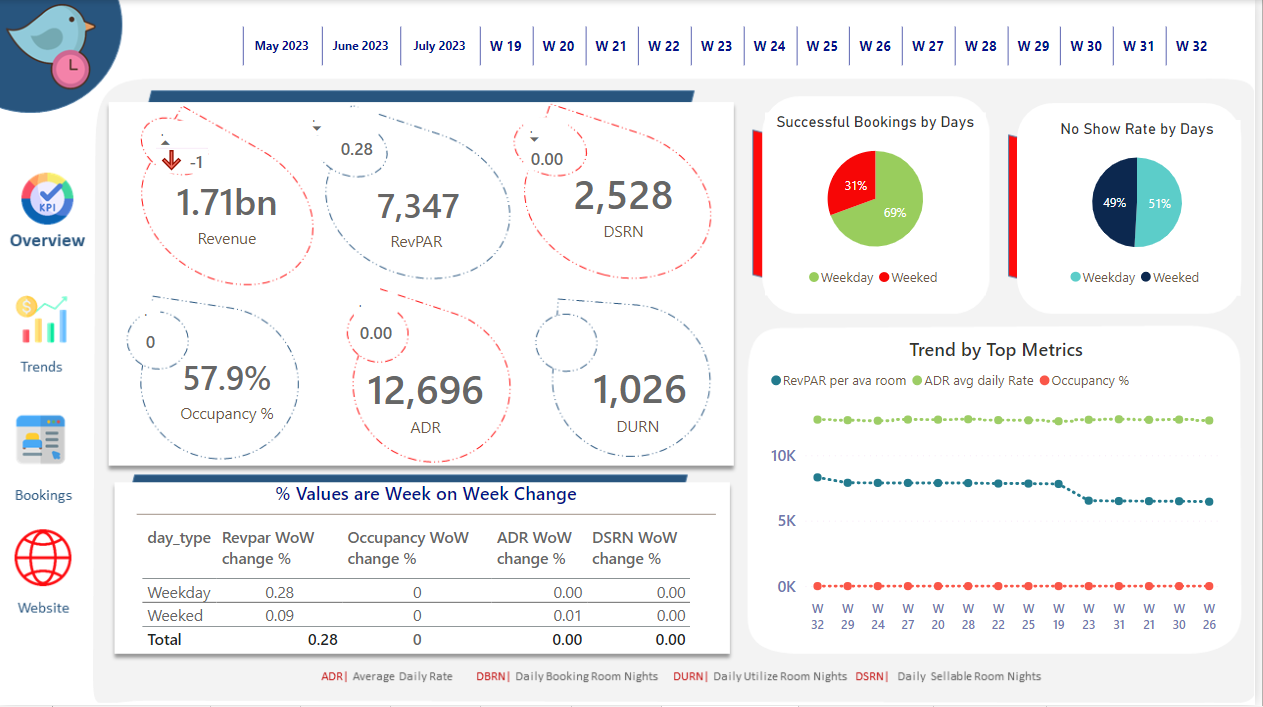 May 2023 June 2023 July 2023 W 19 W 20 W 21 W 22 W 23 W 24 W 25 W 26 W 27 W 28 W 29 W 30 W 31 W 32
KPI
Overview
Trends
Bookings
Website
-1
1.71bn
Revenue
0.28
7,347
RevPAR
0.00
2,528
DSRN
0
57.9%
Occupancy %
0.00
12,696
ADR
1,026
DURN
Successful Bookings by Days
31%
69%
Weekday Weeked
No Show Rate by Days
49% 51%
Weekday Weeked
Trend by Top Metrics
RevPAR per ava room ADR avg daily Rate Occupancy %
10K
5K
0K
W W W W W W W W W W W W W W
32 29 24 27 20 28 22 25 19 23 31 21 30 26
% Values are Week on Week Change
day_type Revpar WoW Occupancy WoW ADR WoW DSRN WoW
change % change % change % change %
Weekday 0.28 0 0.00 0.00
Weeked 0.09 0 0.01 0.00
Total 0.28 0 0.00 0.00
ADR| Average Daily Rate DBRN| Daily Booking Room Nights DURN| Daily Utilize Room Nights DSRN| Daily Sellable Room Nights